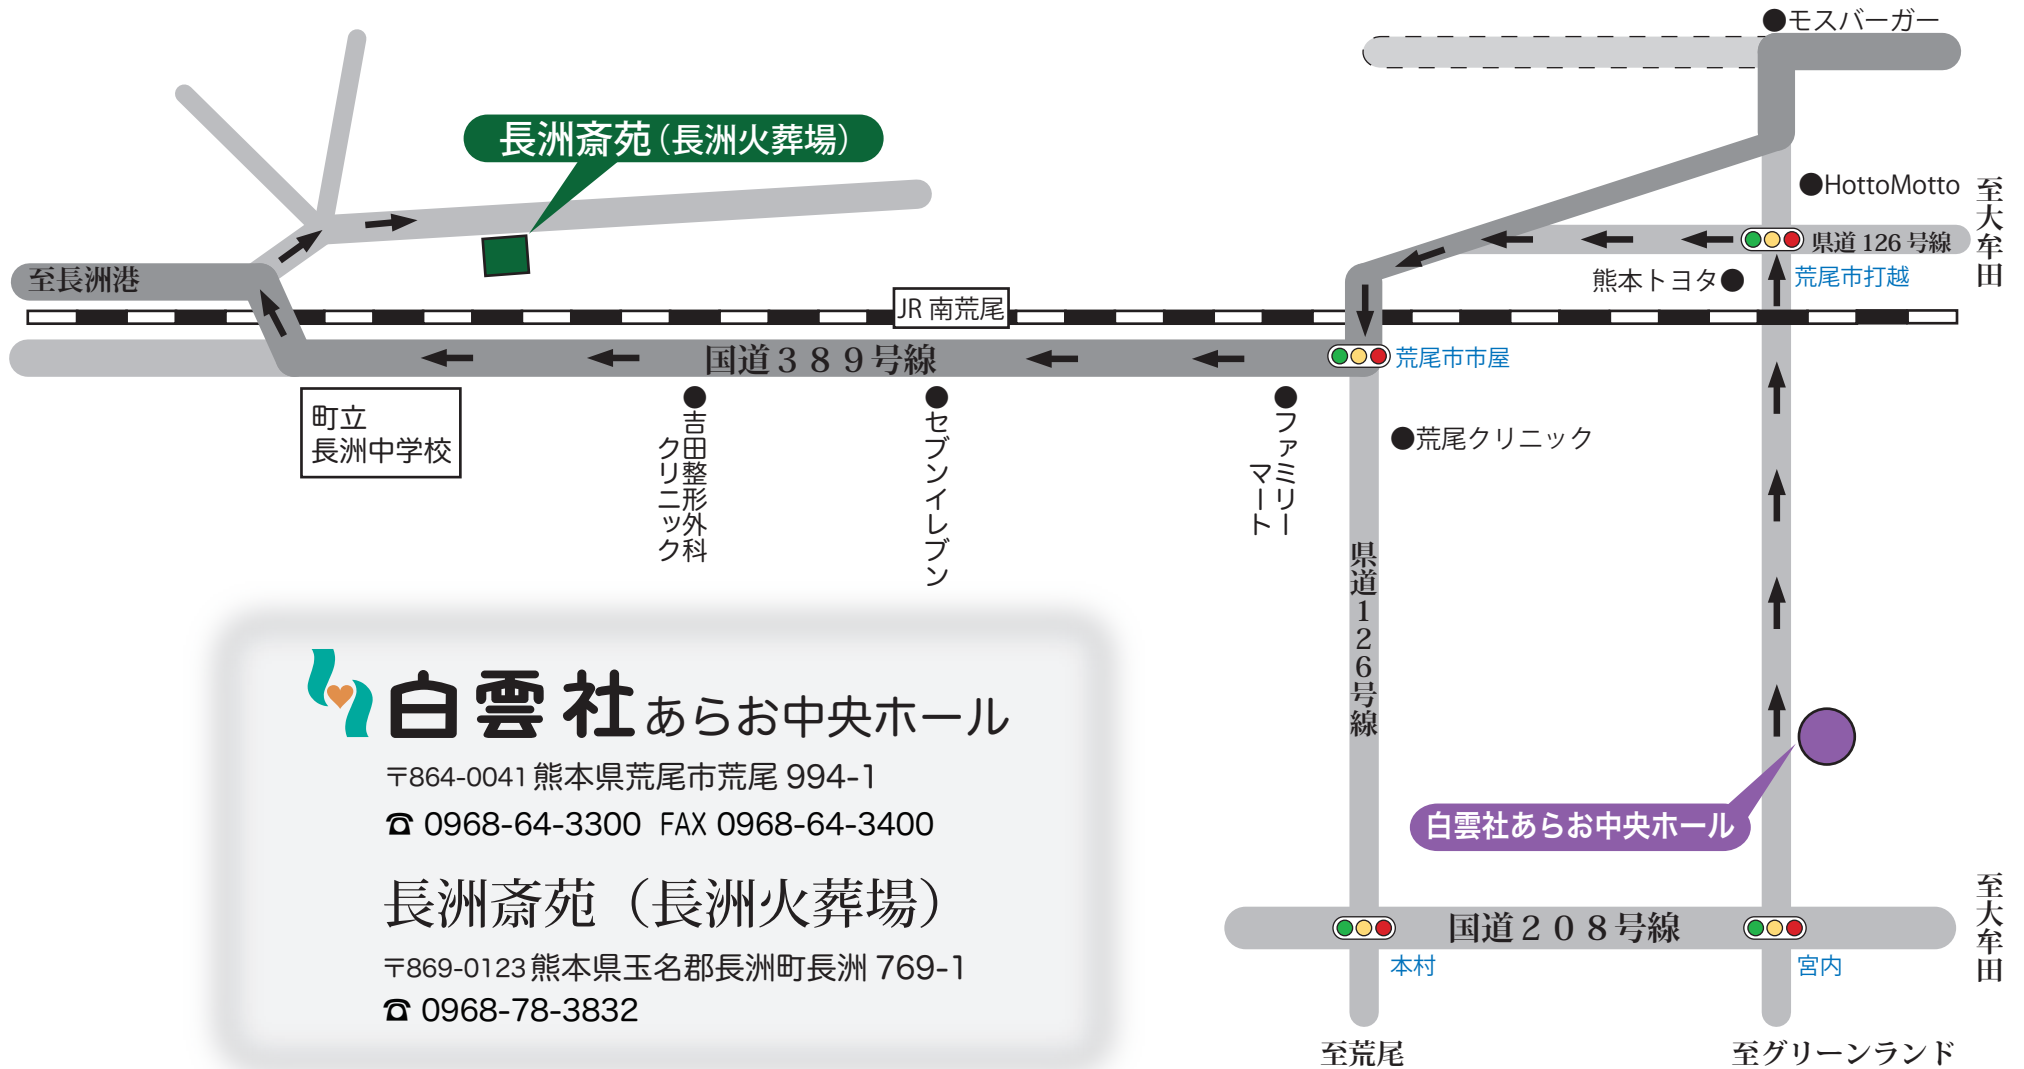 ●モスバーガー
長洲斎苑（長洲火葬場）
●HottoMotto
至大牟田
県道126号線
荒尾市打越
熊本トヨタ●
至長洲港
JR 南荒尾
国道３８９号線
荒尾市市屋
町立
長洲中学校
●吉田整形外科
クリニック
●セブンイレブン
●ファミリー
マート
●荒尾クリニック
県道126号線
白雲社あらお中央ホール
国道２０８号線
本村
宮内
至大牟田
至荒尾
至グリーンランド
白雲社あらお中央ホール
〒864-0041 熊本県荒尾市荒尾 994-1
☎ 0968-64-3300 FAX 0968-64-3400
長洲斎苑（長洲火葬場）
〒869-0123 熊本県玉名郡長洲町長洲 769-1
☎ 0968-78-3832